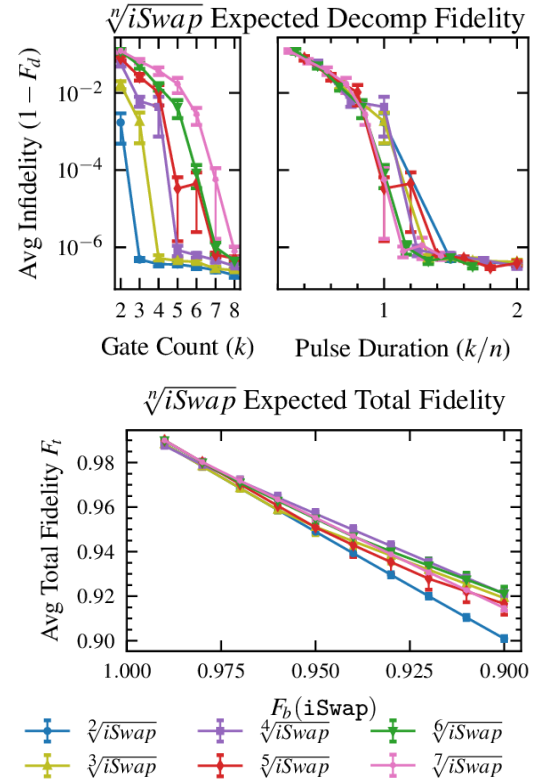 ⁿ√iSwap Expected Decomp Fidelity
Avg Infidelity (1 − F_d)
10⁻²
10⁻⁴
10⁻⁶
2 3 4 5 6 7 8
1 2
Gate Count (k)
Pulse Duration (k/n)
ⁿ√iSwap Expected Total Fidelity
Avg Total Fidelity F_t
0.98
0.96
0.94
0.92
0.90
1.000 0.975 0.950 0.925 0.900
F_b(iSwap)
²√iSwap ⁴√iSwap ⁶√iSwap
³√iSwap ⁵√iSwap ⁷√iSwap